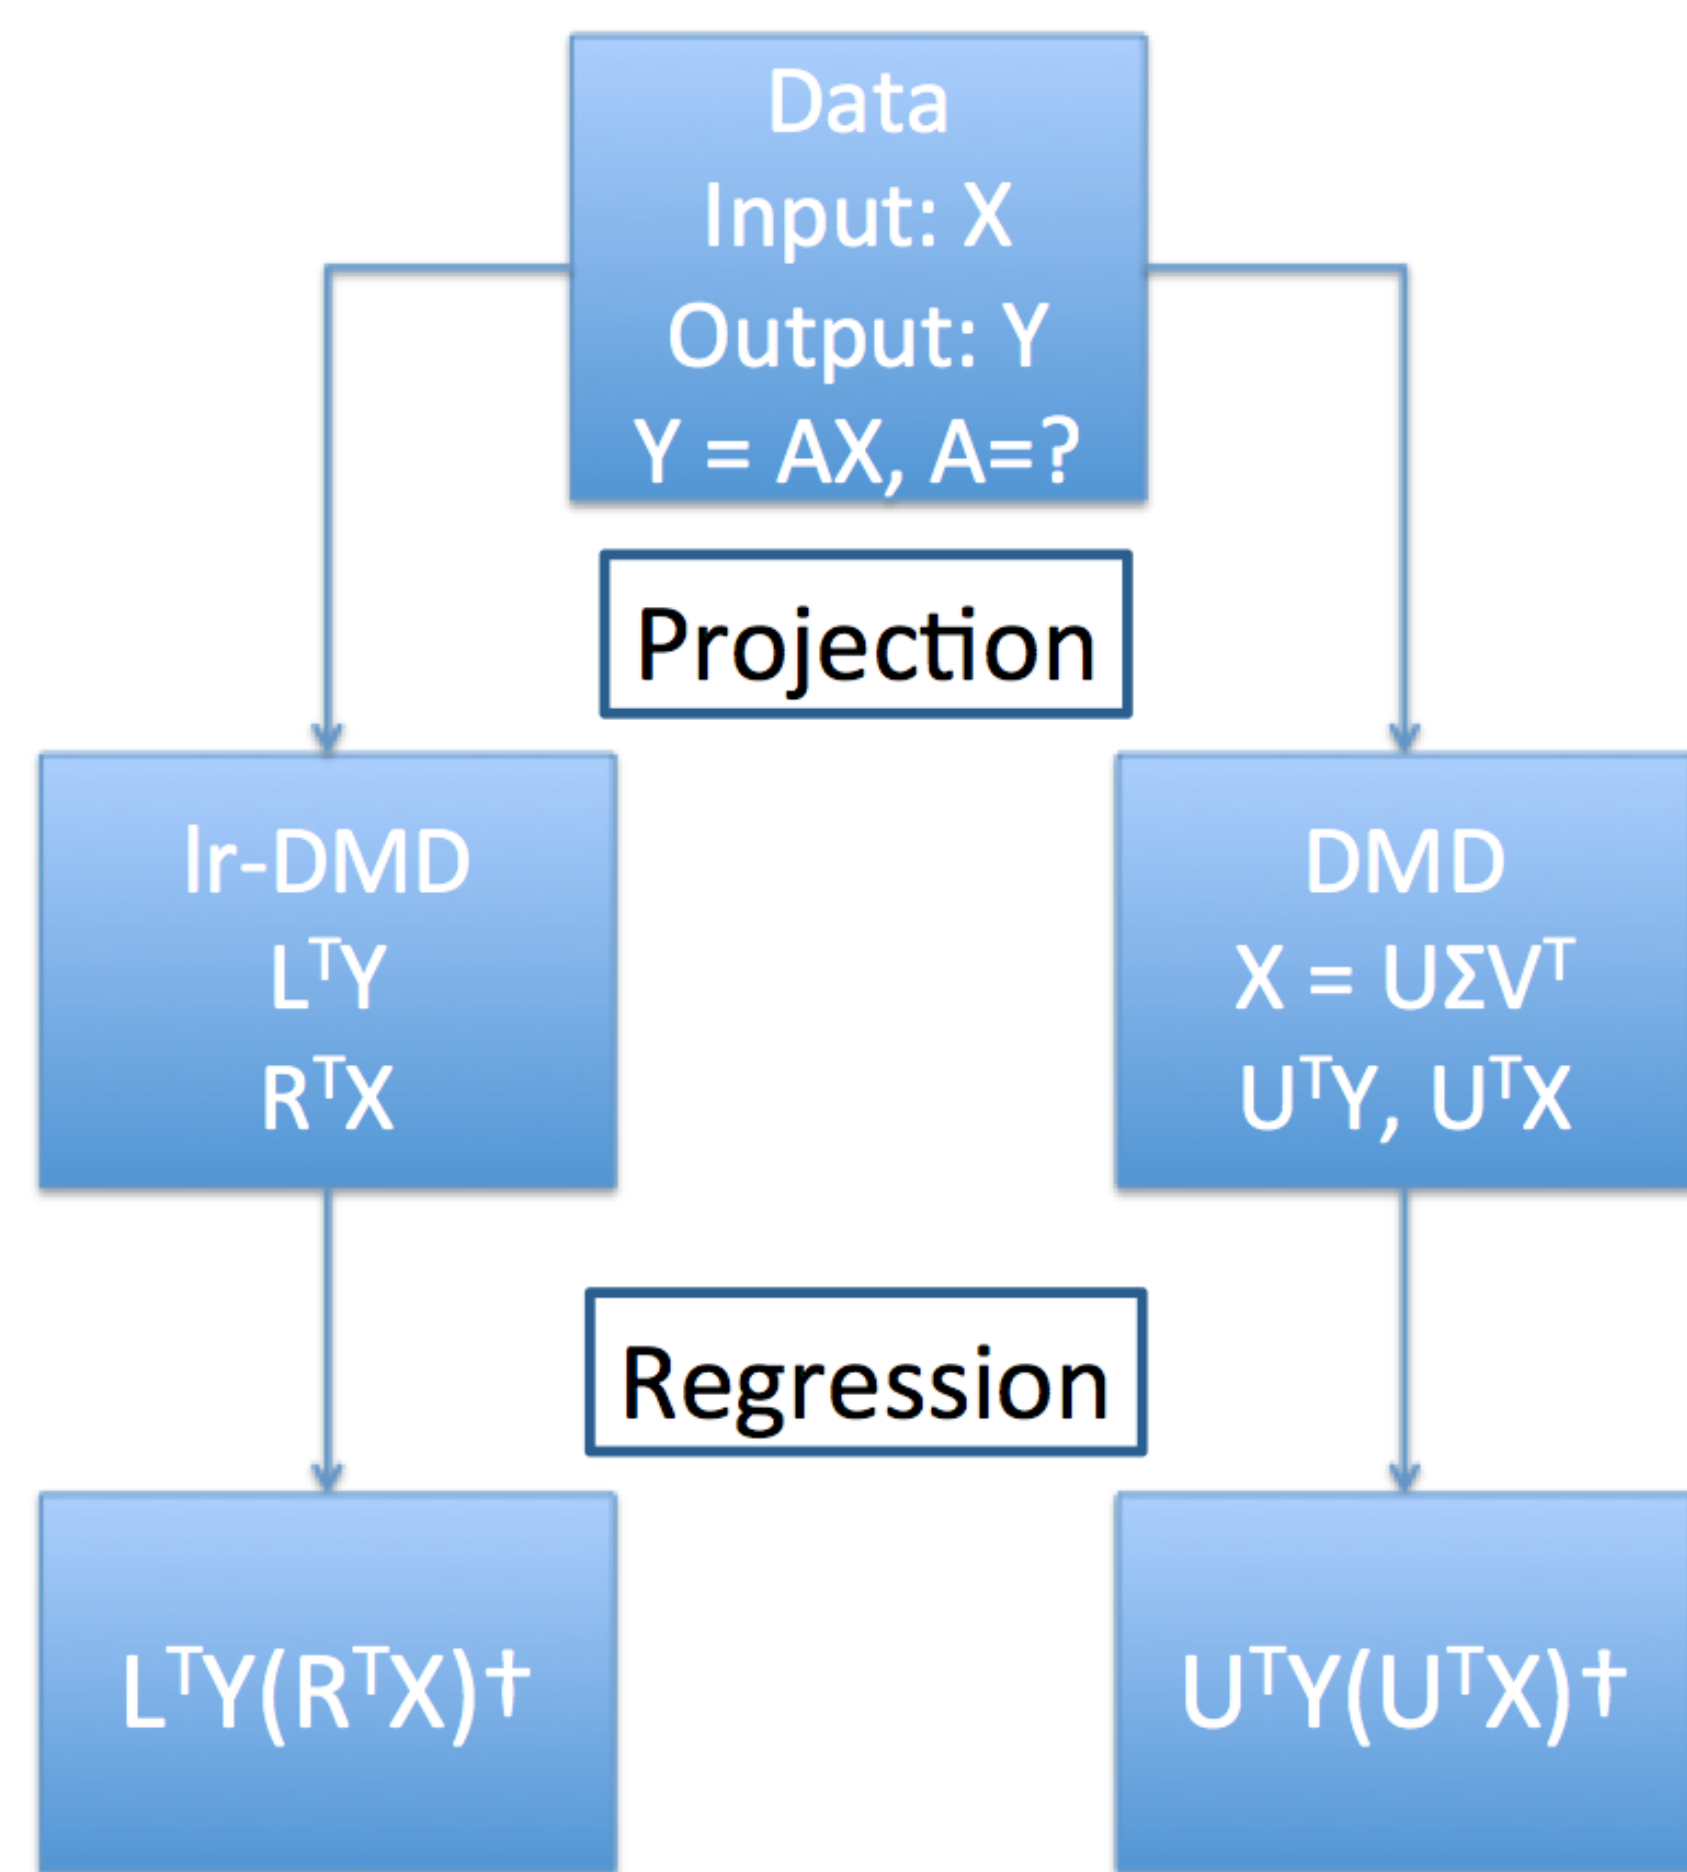 Data
Input: X
Output: Y
Y = AX, A=?
Projection
lr-DMD
LᵀY
RᵀX
DMD
X = UΣVᵀ
UᵀY, UᵀX
Regression
LᵀY(RᵀX)†
UᵀY(UᵀX)†